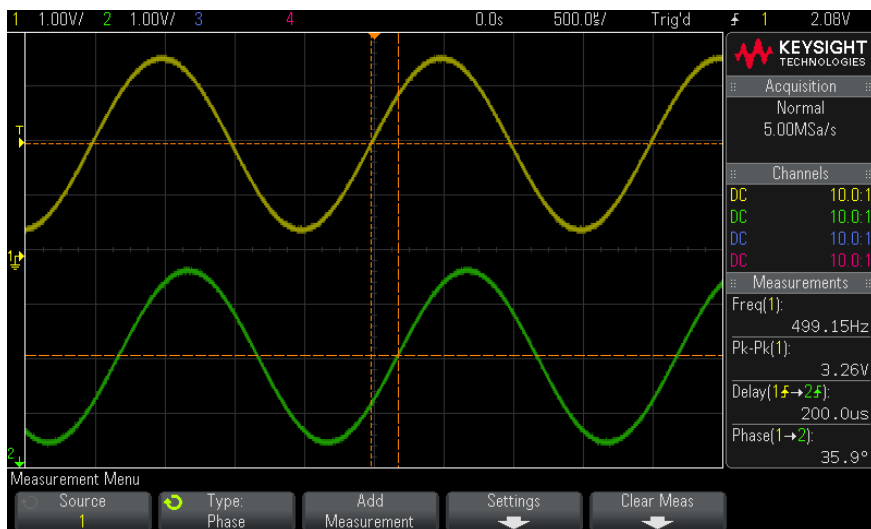 1 1.00V/ 2 1.00V/ 3 4 0.0s 500.0㎲/ Trig'd 1 2.08V
KEYSIGHT
TECHNOLOGIES
Acquisition
Normal
5.00MSa/s
Channels
DC 10.0:1
DC 10.0:1
DC 10.0:1
DC 10.0:1
Measurements
Freq(1):
499.15Hz
Pk-Pk(1):
3.26V
Delay(1→2):
200.0us
Phase(1→2):
35.9°
T
1
2
Measurement Menu
Source
1
Type:
Phase
Add
Measurement
Settings
Clear Meas